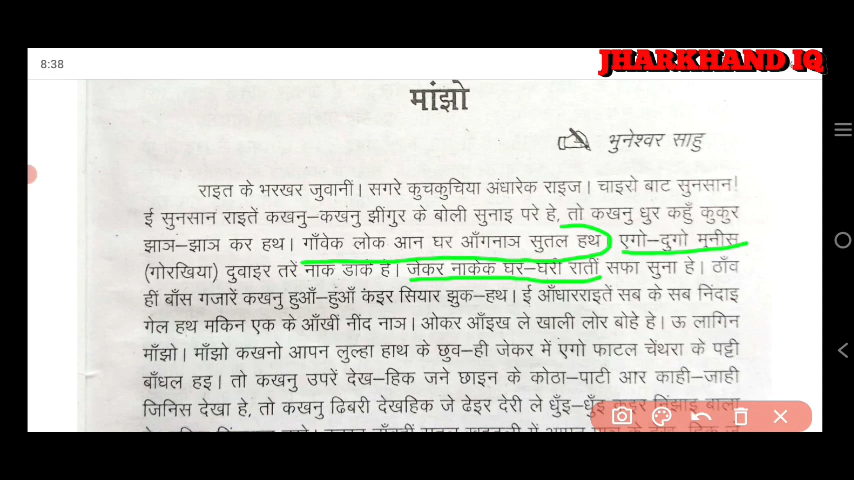 JHARKHAND IQ
8:38
मांझो
भुनेश्वर साहु
राइत के भरखर जुवानीं। सगरे कुचकुचिया अंधारेक राइज। चाइरो बाट सुनसान!
ई सुनसान राइतें कखनु–कखनु झींगुर के बोली सुनाइ परे हे, तो कखनु धुर कहुँ कुकुर
झाञ–झाञ कर हथ। गाँवेक लोक आन घर आँगनाञ सुतल हथ एगो–दुगो मुनीस
(गोरखिया) दुवाइर तरें नाक डाके हे। जेकर नाकेक घर–घरी रातीं सफा सुना हे। ठाँव
हीं बाँस गजारें कखनु हुआँ–हुंआँ कंइर सियार झुक–हथ। ई आँधारराइतें सब के सब निंदाइ
गेल हथ मकिन एक के आँखीं नींद नाञ। ओकर आँइख ले खाली लोर बोहे हे। ऊ लागिन
माँझो। माँझो कखनो आपन लुल्हा हाथ के छुव–ही जेकर में एगो फाटल चेंथरा के पट्टी
बाँधल हइ। तो कखनु उपरें देख–हिक जने छाइन के कोठा–पाटी आर काही–जाही
जिनिस देखा हे, तो कखनु ढिबरी देखहिक जे ढेइर देरी ले धुँइ–धुँइ कइर निंझाइ बाला